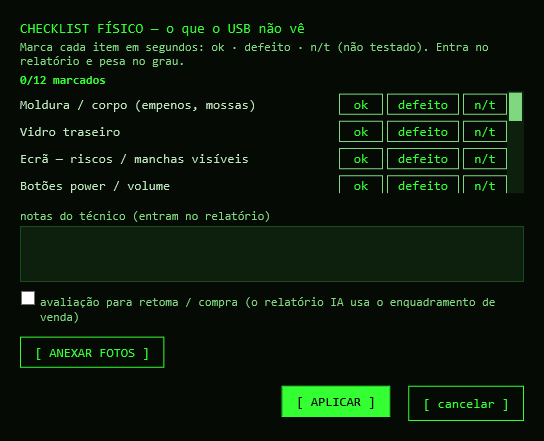 CHECKLIST FÍSICO — o que o USB não vê
Marca cada item em segundos: ok · defeito · n/t (não testado). Entra no
relatório e pesa no grau.
0/12 marcados
Moldura / corpo (empenos, mossas) ok defeito n/t
Vidro traseiro ok defeito n/t
Ecrã — riscos / manchas visíveis ok defeito n/t
Botões power / volume ok defeito n/t
notas do técnico (entram no relatório)
avaliação para retoma / compra (o relatório IA usa o enquadramento de
venda)
[ ANEXAR FOTOS ]
[ APLICAR ] [ cancelar ]